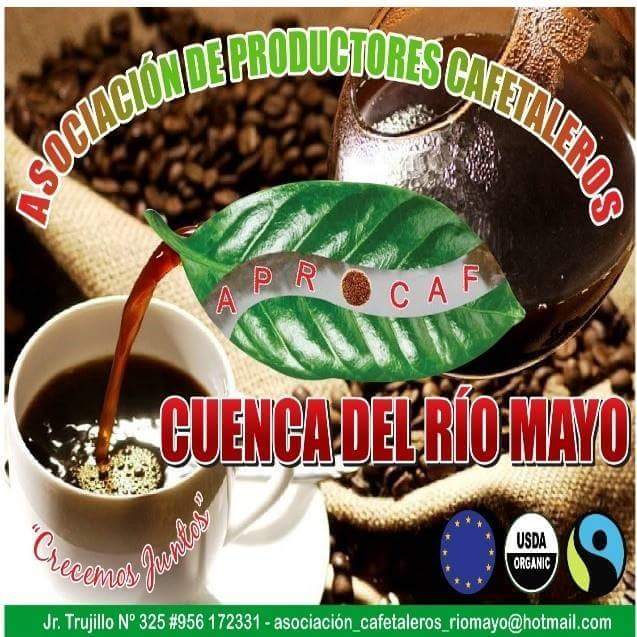 ASOCIACIÓN DE PRODUCTORES CAFETALEROS
APROCAF
CUENCA DEL RÍO MAYO
"Crecemos Juntos"
USDA
ORGANIC
Jr. Trujillo Nº 325 #956 172331 - asociación_cafetaleros_riomayo@hotmail.com